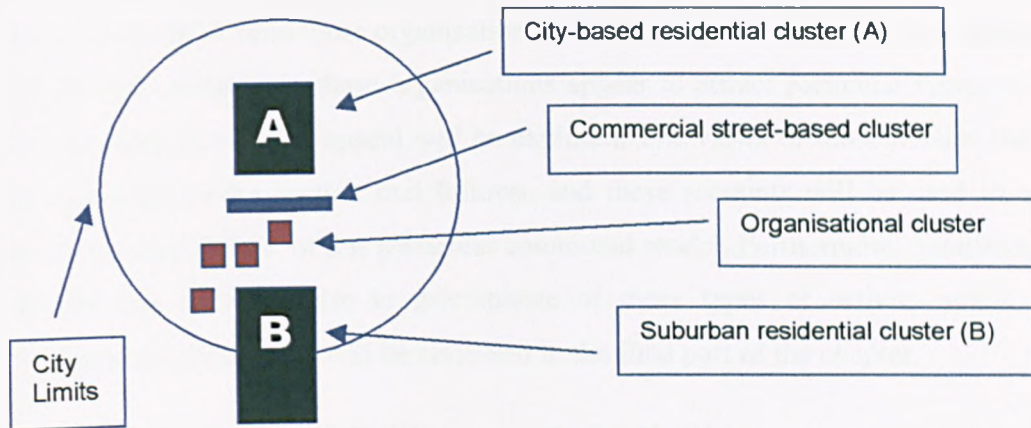 City-based residential cluster (A)
A
Commercial street-based cluster
Organisational cluster
B
Suburban residential cluster (B)
City
Limits